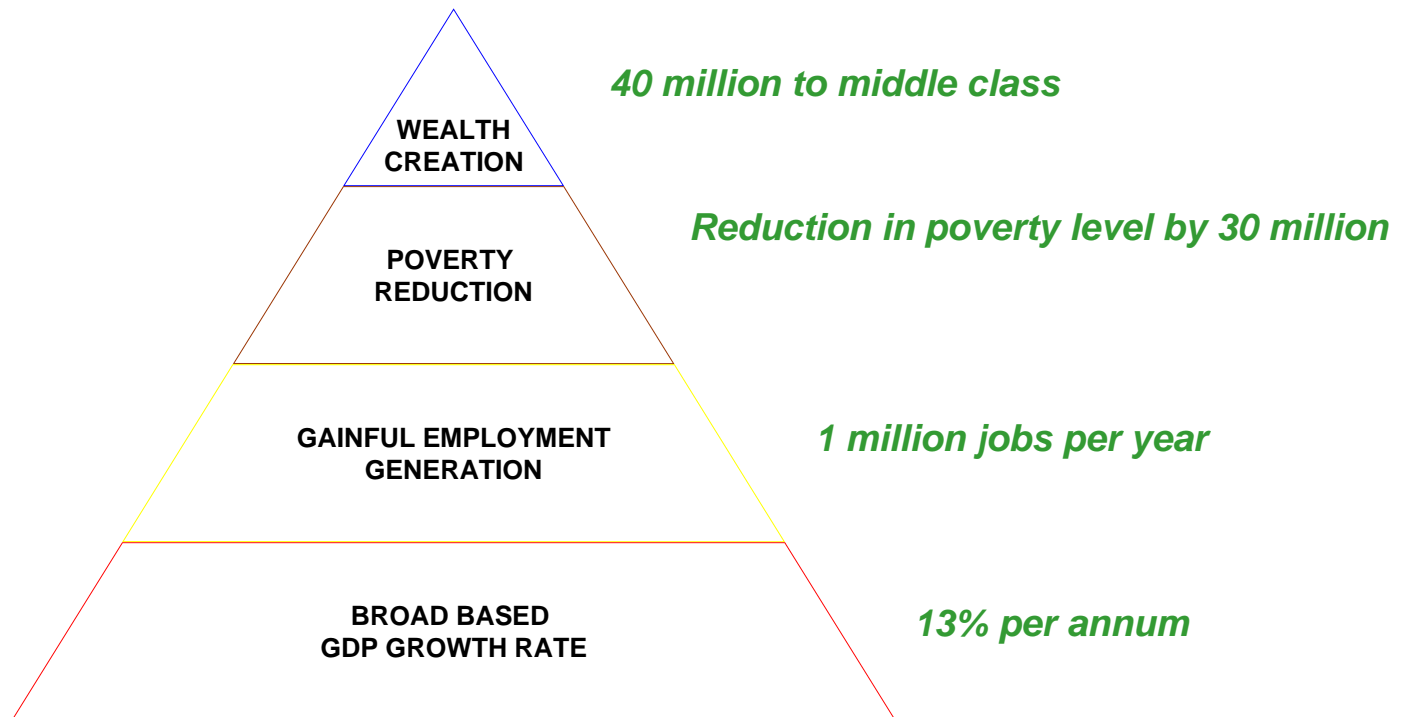 40 million to middle class
WEALTH
CREATION
Reduction in poverty level by 30 million
POVERTY
REDUCTION
GAINFUL EMPLOYMENT
GENERATION
1 million jobs per year
BROAD BASED
GDP GROWTH RATE
13% per annum